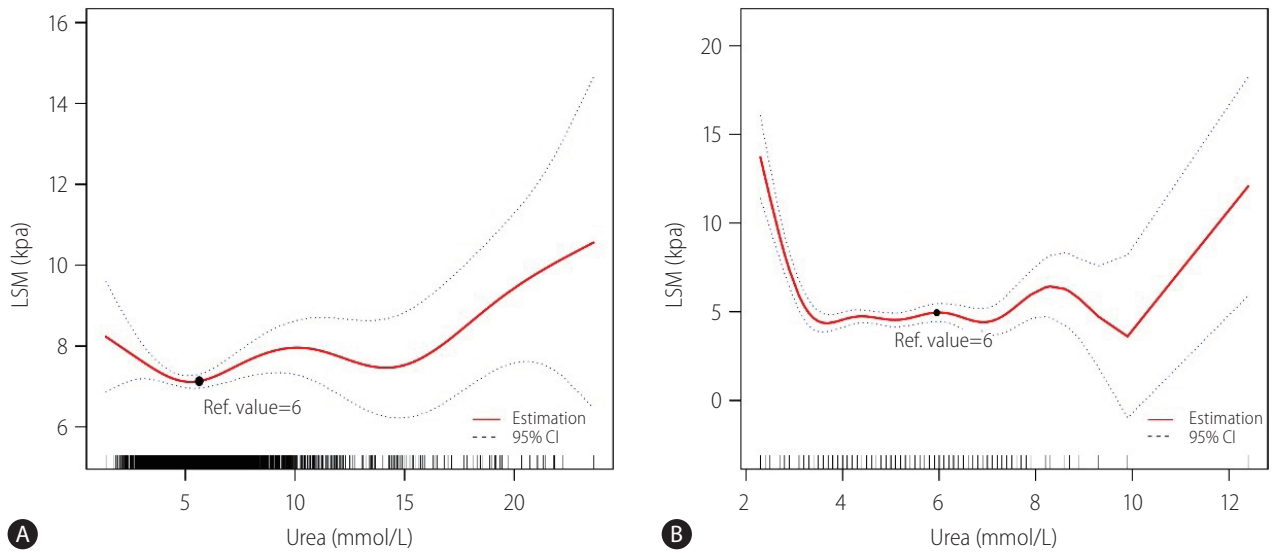 16
14
12
10
8
6
LSM (kpa)
Ref. value=6
Estimation
95% CI
5
10
15
20
Urea (mmol/L)
A
20
15
10
5
0
LSM (kpa)
Ref. value=6
Estimation
95% CI
2
4
6
8
10
12
Urea (mmol/L)
B